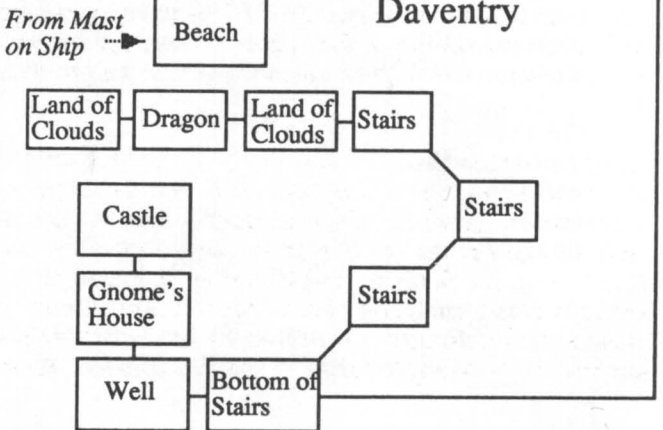 Daventry
From Mast
on Ship
Beach
Land of
Clouds
Dragon
Land of
Clouds
Stairs
Stairs
Castle
Gnome's
House
Stairs
Well
Bottom of
Stairs